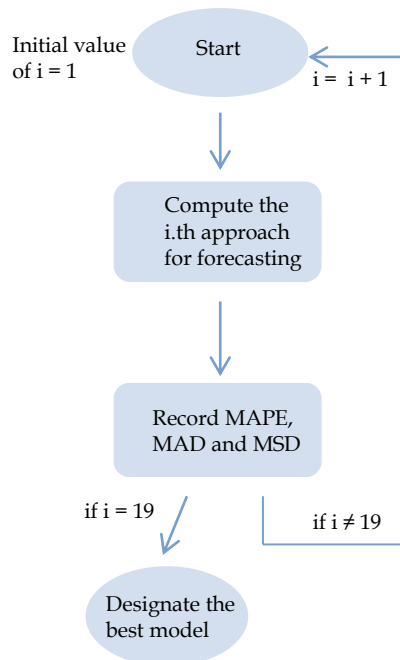 Initial value
of i = 1
Start
i = i + 1
Compute the
i.th approach
for forecasting
Record MAPE,
MAD and MSD
if i = 19
if i ≠ 19
Designate the
best model